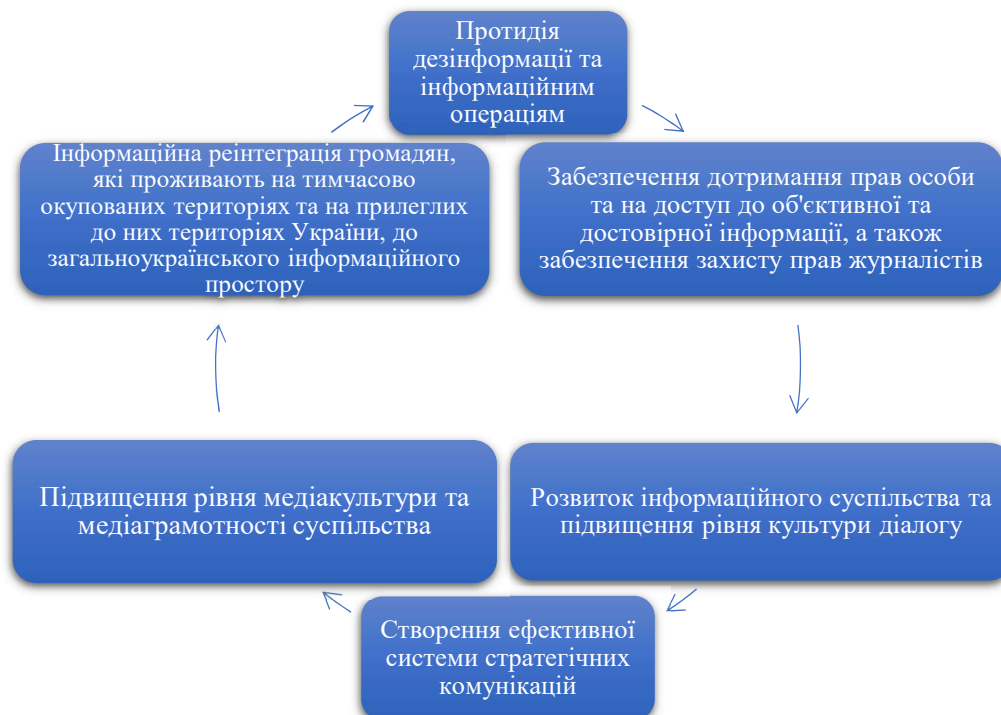 Протидія
дезінформації та
інформаційним
операціям
Інформаційна реінтеграція громадян,
які проживають на тимчасово
окупованих територіях та на прилеглих
до них територіях України, до
загальноукраїнського інформаційного
простору
Забезпечення дотримання прав особи
та на доступ до об'єктивної та
достовірної інформації, а також
забезпечення захисту прав журналістів
Підвищення рівня медіакультури та
медіаграмотності суспільства
Розвиток інформаційного суспільства та
підвищення рівня культури діалогу
Створення ефективної
системи стратегічних
комунікацій